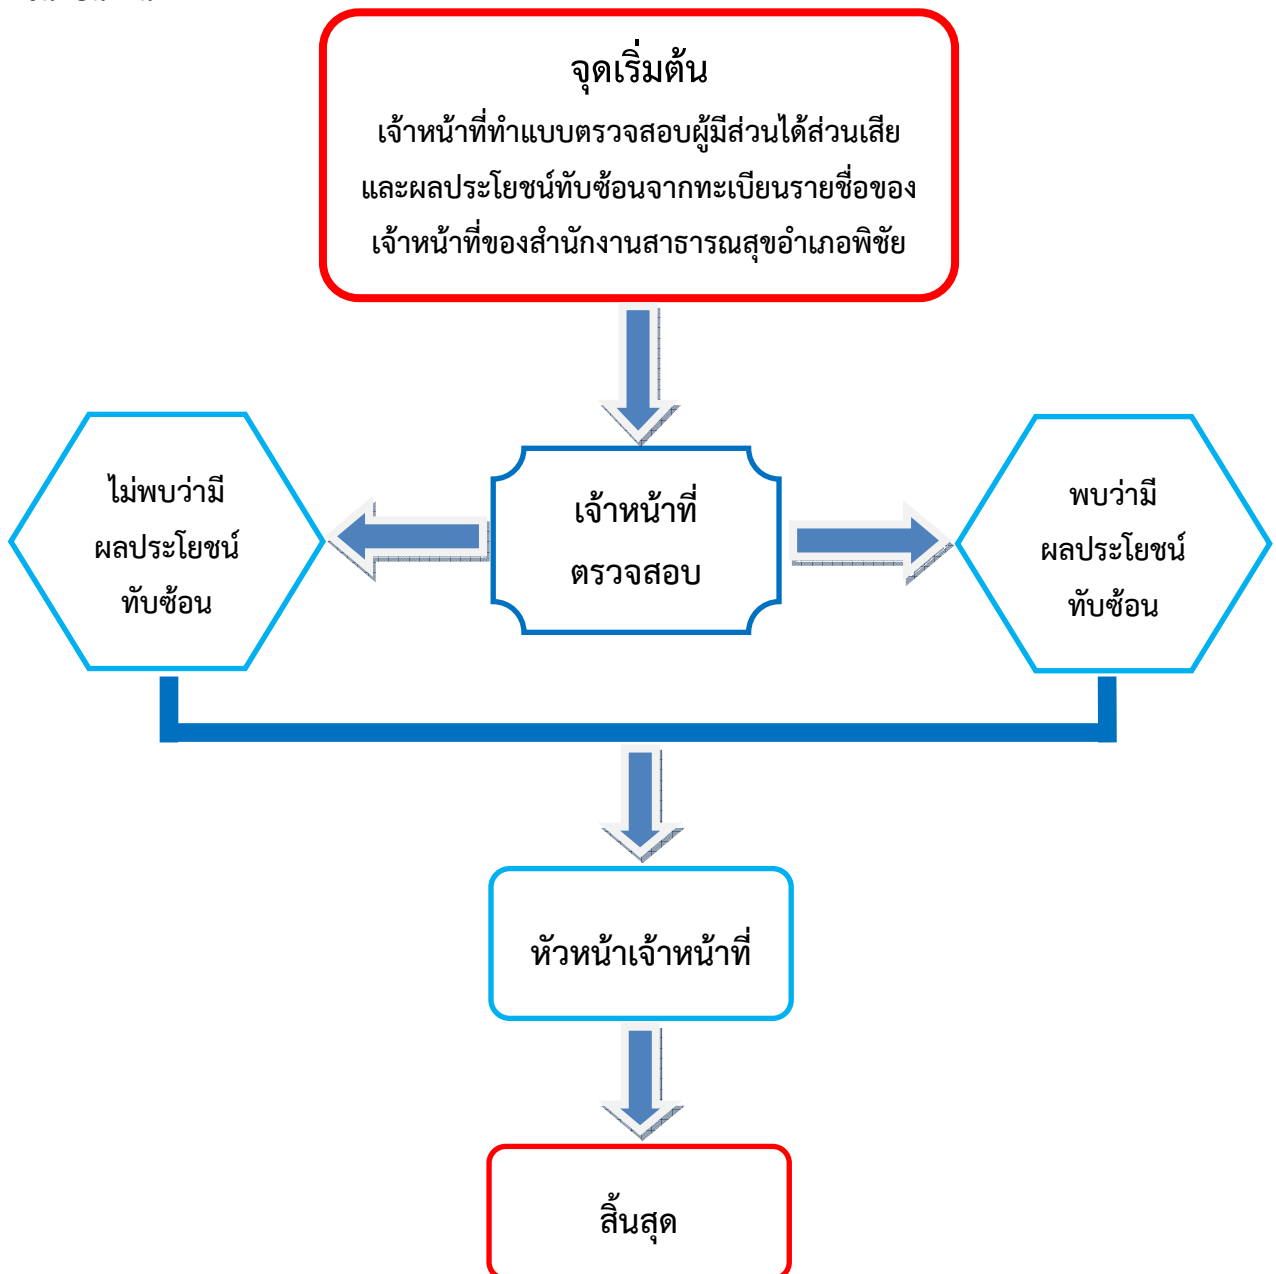 จุดเริ่มต้น
เจ้าหน้าที่ทำแบบตรวจสอบผู้มีส่วนได้ส่วนเสีย
และผลประโยชน์ทับซ้อนจากทะเบียนรายชื่อของ
เจ้าหน้าที่ของสำนักงานสาธารณสุขอำเภอพิชัย
ไม่พบว่ามี
ผลประโยชน์
ทับซ้อน
เจ้าหน้าที่
ตรวจสอบ
พบว่ามี
ผลประโยชน์
ทับซ้อน
หัวหน้าเจ้าหน้าที่
สิ้นสุด